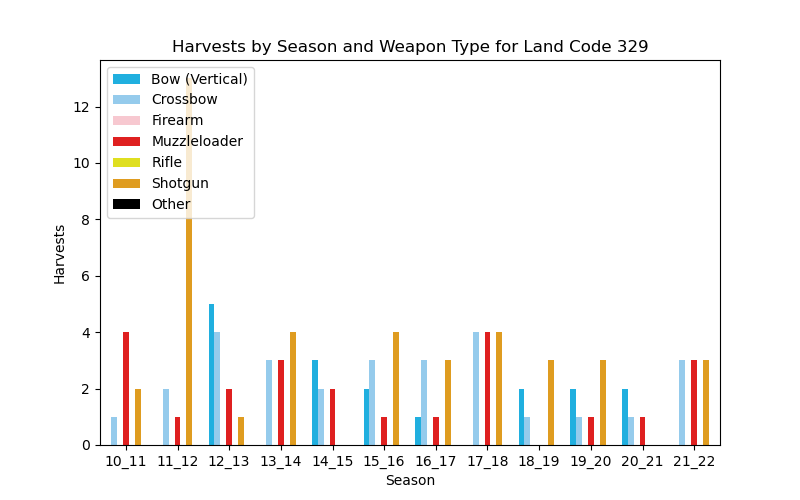 Harvests by Season and Weapon Type for Land Code 329
Bow (Vertical)
Crossbow
Firearm
Muzzleloader
Rifle
Shotgun
Other
12
10
8
6
4
2
0
Harvests
10_11 11_12 12_13 13_14 14_15 15_16 16_17 17_18 18_19 19_20 20_21 21_22
Season